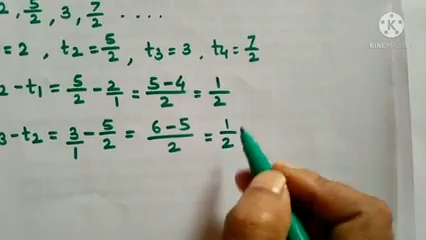 2, 5/2, 3, 7/2 ....
= 2 , t₂ = 5/2 , t₃ = 3 , t₄ = 7/2
2 - t₁ = 5/2 - 2/1 = 5-4/2 = 1/2
3 - t₂ = 3/1 - 5/2 = 6-5/2 = 1/2
KINEMASTER